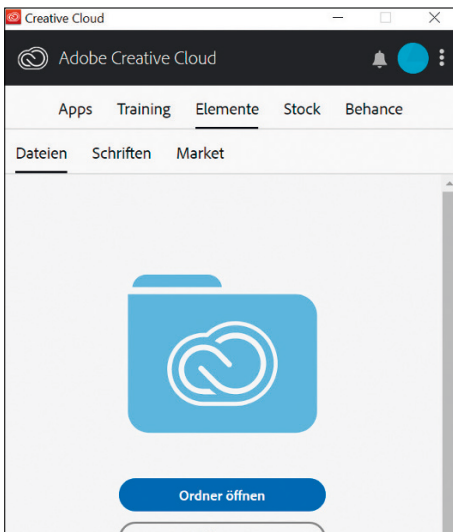 Creative Cloud
Adobe Creative Cloud
Apps Training Elemente Stock Behance
Dateien Schriften Market
Ordner öffnen